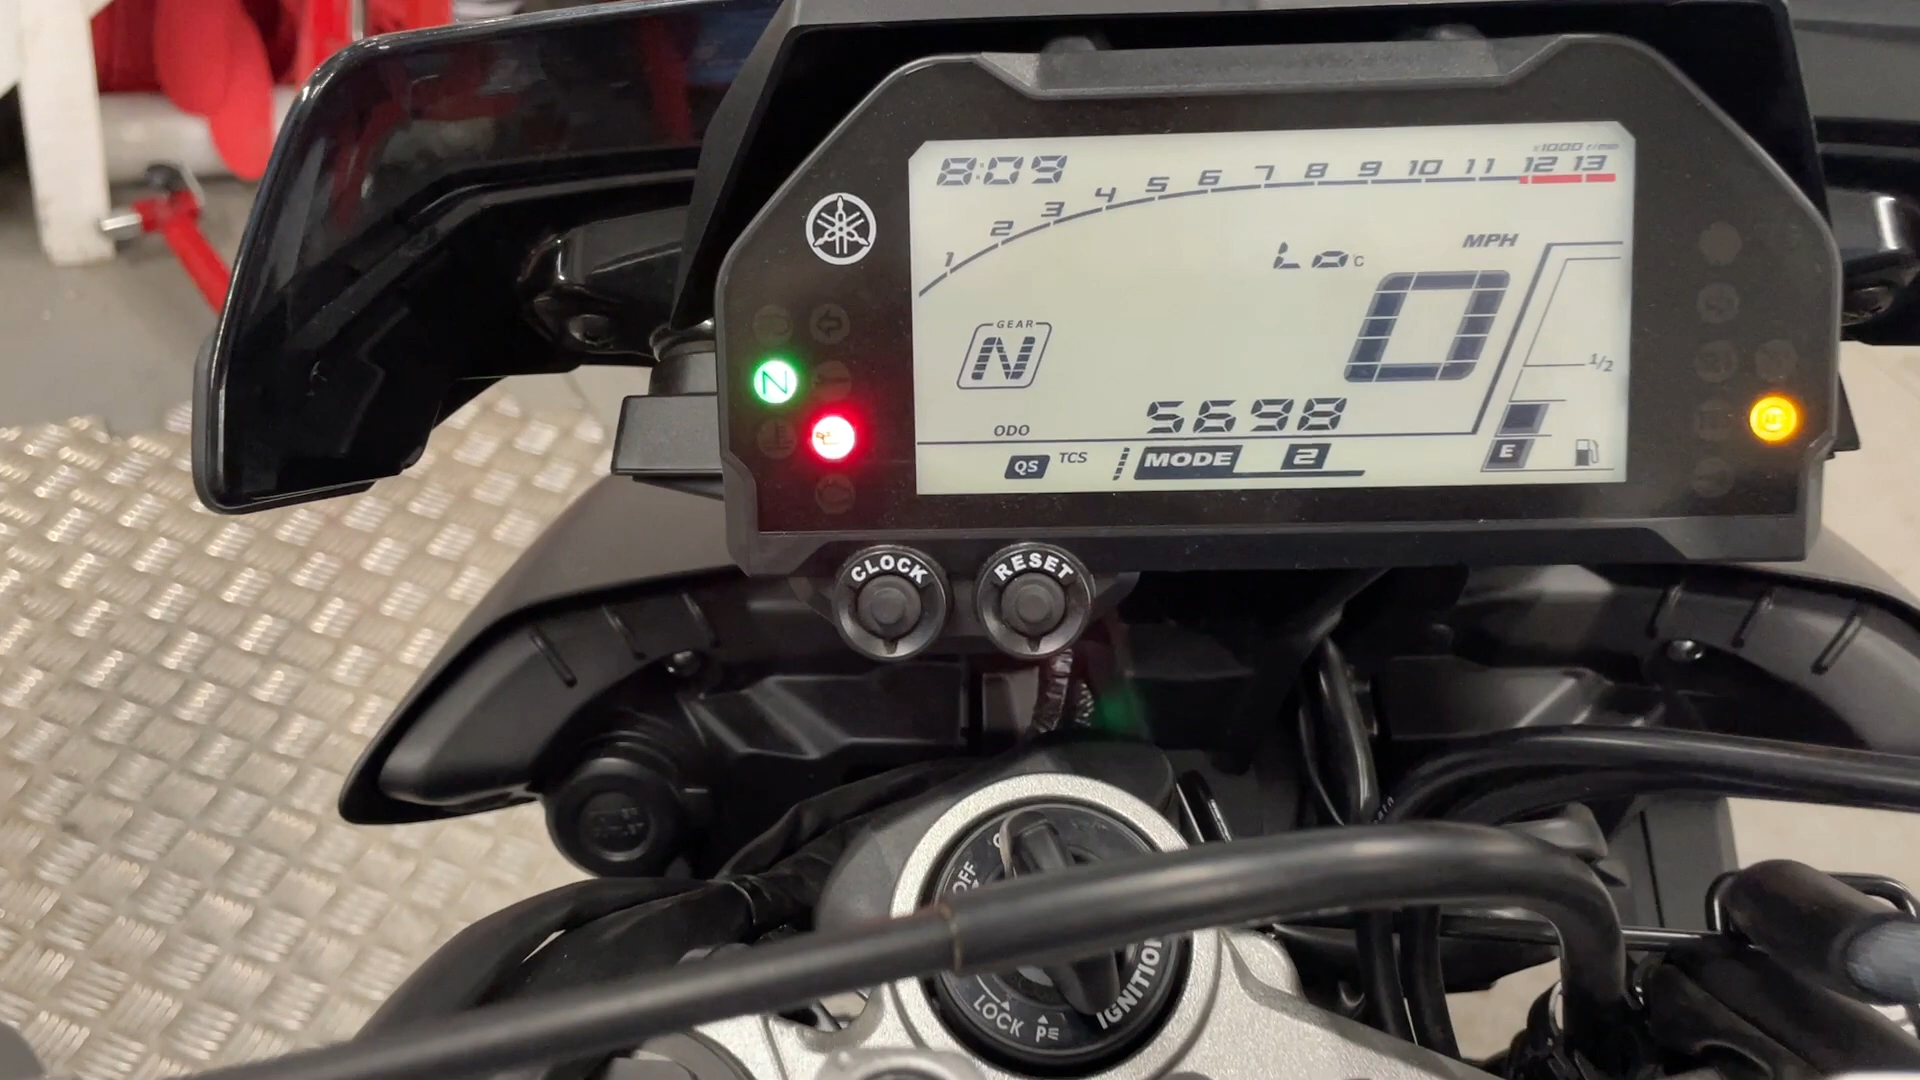 x1000 r/min
8:09
1 2 3 4 5 6 7 8 9 10 11 12 13
Lo °C
MPH
GEAR
N
0
1/2
N
ODO
5698
QS TCS 1 MODE 2
E
CLOCK
RESET
OFF
IGNITION
LOCK